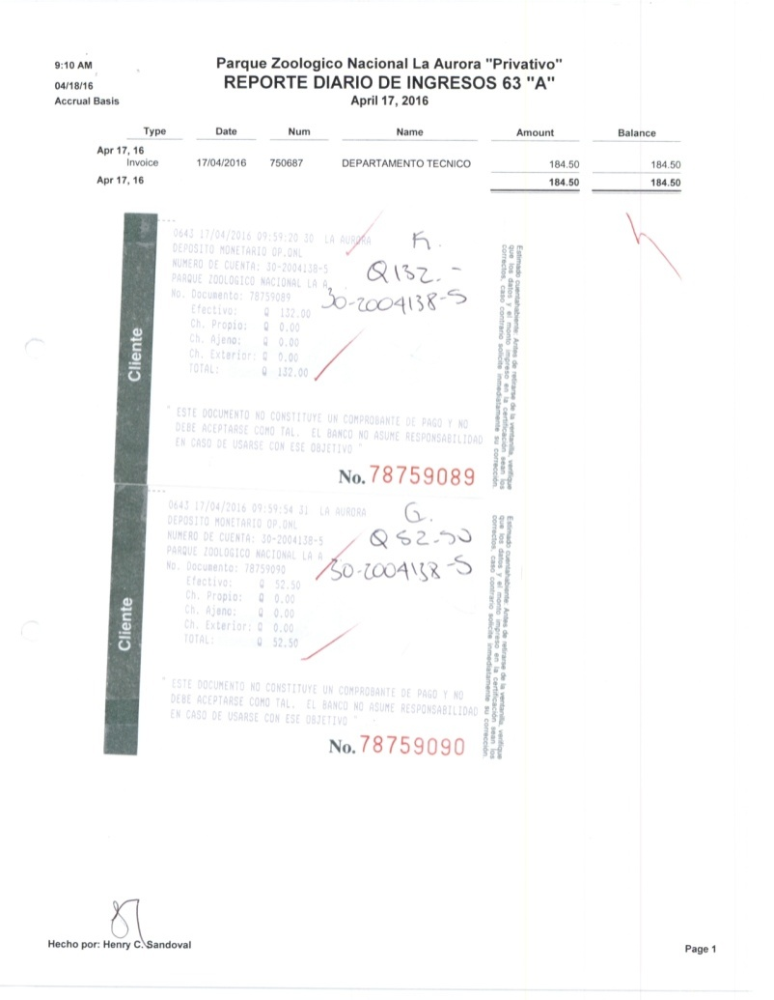 9:10 AM
04/18/16
Accrual Basis
Parque Zoologico Nacional La Aurora "Privativo"
REPORTE DIARIO DE INGRESOS 63 "A"
April 17, 2016
Type Date Num Name Amount Balance
Apr 17, 16
Invoice 17/04/2016 750687 DEPARTAMENTO TECNICO 184.50 184.50
Apr 17, 16 184.50 184.50
Cliente
0643 17/04/2016 09:59:20 30 LA AURORA
DEPOSITO MONETARIO OP.ONL
NUMERO DE CUENTA: 30-2004138-5
PARQUE ZOOLOGICO NACIONAL LA A
No. Documento: 78759089
Efectivo: Q 132.00
Ch. Propio: Q 0.00
Ch. Ajeno: Q 0.00
Ch. Exterior: Q 0.00
TOTAL: Q 132.00
Q132.-
30-2004138-5
" ESTE DOCUMENTO NO CONSTITUYE UN COMPROBANTE DE PAGO Y NO
DEBE ACEPTARSE COMO TAL. EL BANCO NO ASUME RESPONSABILIDAD
EN CASO DE USARSE CON ESE OBJETIVO "
No. 78759089
Estimado cuentahabiente: Antes de retirarse de la ventanilla, verifique
que los datos y el monto impreso en la certificación sean los
correctos, caso contrario solicite inmediatamente su corrección.
Cliente
0643 17/04/2016 09:59:54 31 LA AURORA
DEPOSITO MONETARIO OP.ONL
NUMERO DE CUENTA: 30-2004138-5
PARQUE ZOOLOGICO NACIONAL LA A
No. Documento: 78759090
Efectivo: Q 52.50
Ch. Propio: Q 0.00
Ch. Ajeno: Q 0.00
Ch. Exterior: Q 0.00
TOTAL: Q 52.50
G.
Q 52.50
30-2004138-5
" ESTE DOCUMENTO NO CONSTITUYE UN COMPROBANTE DE PAGO Y NO
DEBE ACEPTARSE COMO TAL. EL BANCO NO ASUME RESPONSABILIDAD
EN CASO DE USARSE CON ESE OBJETIVO "
No. 78759090
Estimado cuentahabiente: Antes de retirarse de la ventanilla, verifique
que los datos y el monto impreso en la certificación sean los
correctos, caso contrario solicite inmediatamente su corrección.
Hecho por: Henry C. Sandoval
Page 1